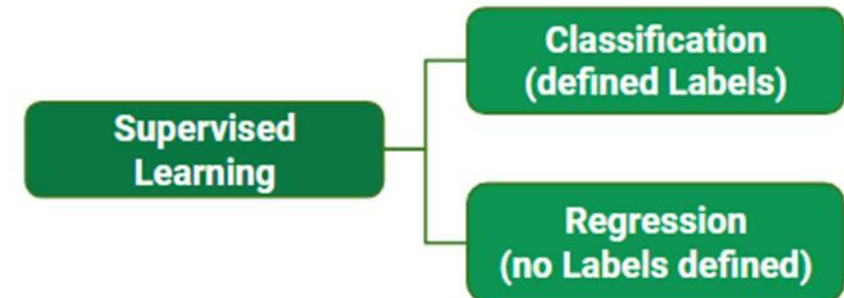 Supervised
Learning
Classification
(defined Labels)
Regression
(no Labels defined)